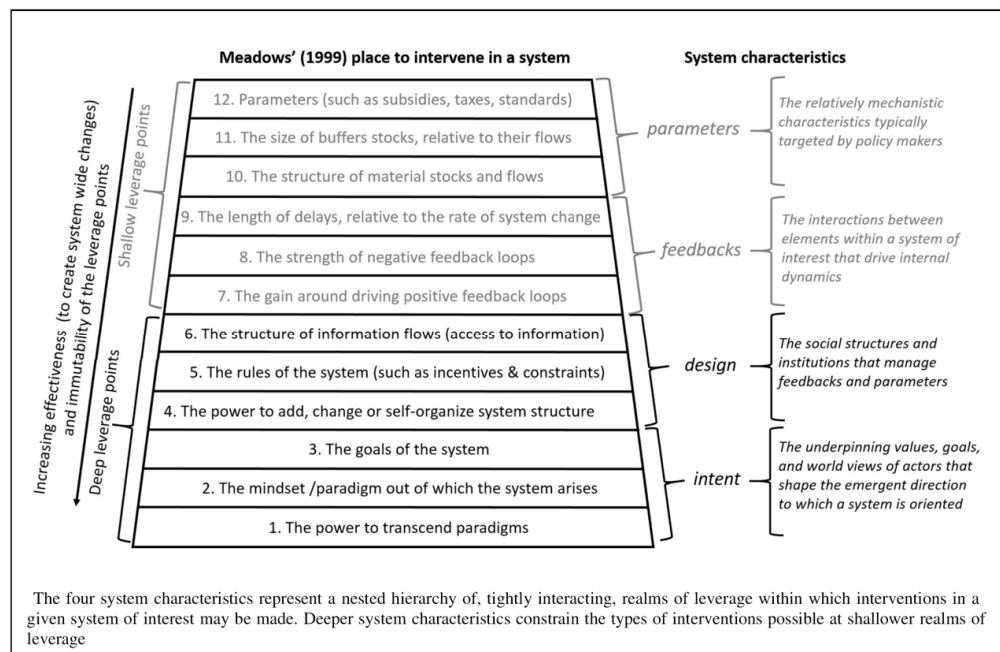 Meadows' (1999) place to intervene in a system
System characteristics
Increasing effectiveness (to create system wide changes)
and immutability of the leverage points
Shallow leverage points
Deep leverage points
12. Parameters (such as subsidies, taxes, standards)
11. The size of buffers stocks, relative to their flows
10. The structure of material stocks and flows
9. The length of delays, relative to the rate of system change
8. The strength of negative feedback loops
7. The gain around driving positive feedback loops
6. The structure of information flows (access to information)
5. The rules of the system (such as incentives & constraints)
4. The power to add, change or self-organize system structure
3. The goals of the system
2. The mindset /paradigm out of which the system arises
1. The power to transcend paradigms
parameters
The relatively mechanistic
characteristics typically
targeted by policy makers
feedbacks
The interactions between
elements within a system of
interest that drive internal
dynamics
design
The social structures and
institutions that manage
feedbacks and parameters
intent
The underpinning values, goals,
and world views of actors that
shape the emergent direction
to which a system is oriented
The four system characteristics represent a nested hierarchy of, tightly interacting, realms of leverage within which interventions in a
given system of interest may be made. Deeper system characteristics constrain the types of interventions possible at shallower realms of
leverage